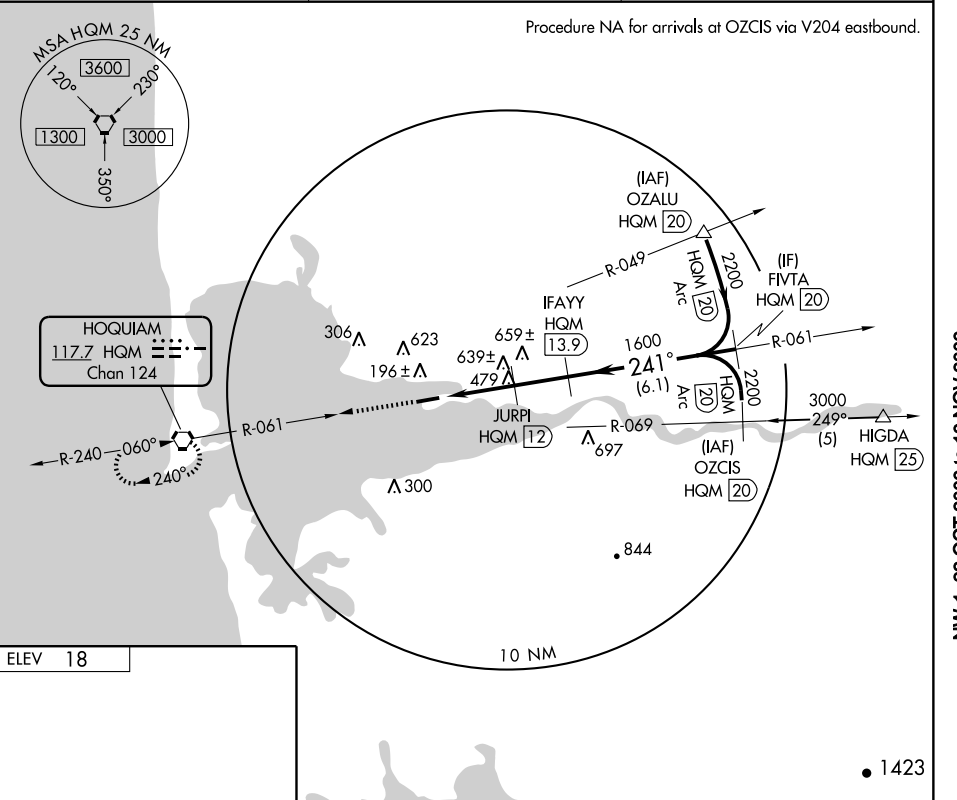 Procedure NA for arrivals at OZCIS via V204 eastbound.
MSA HQM 25 NM
3600
120°
230°
1300
3000
350°
(IAF)
OZALU
HQM 20
R-049
2200
HQM 20
Arc
(IF)
FIVTA
HQM 20
IFAYY
HQM
13.9
HOQUIAM
117.7 HQM
Chan 124
306
623
659±
639±
196±
479
1600
241°
(6.1)
R-061
2200
HQM
20
Arc
3000
249°
(5)
HIGDA
HQM 25
JURPI
HQM 12
R-069
697
R-061
R-240
060°
240°
(IAF)
OZCIS
HQM 20
300
844
10 NM
ELEV 18
1423